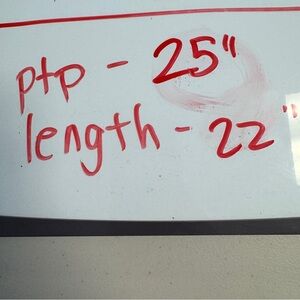 ptp - 25"
length - 22"